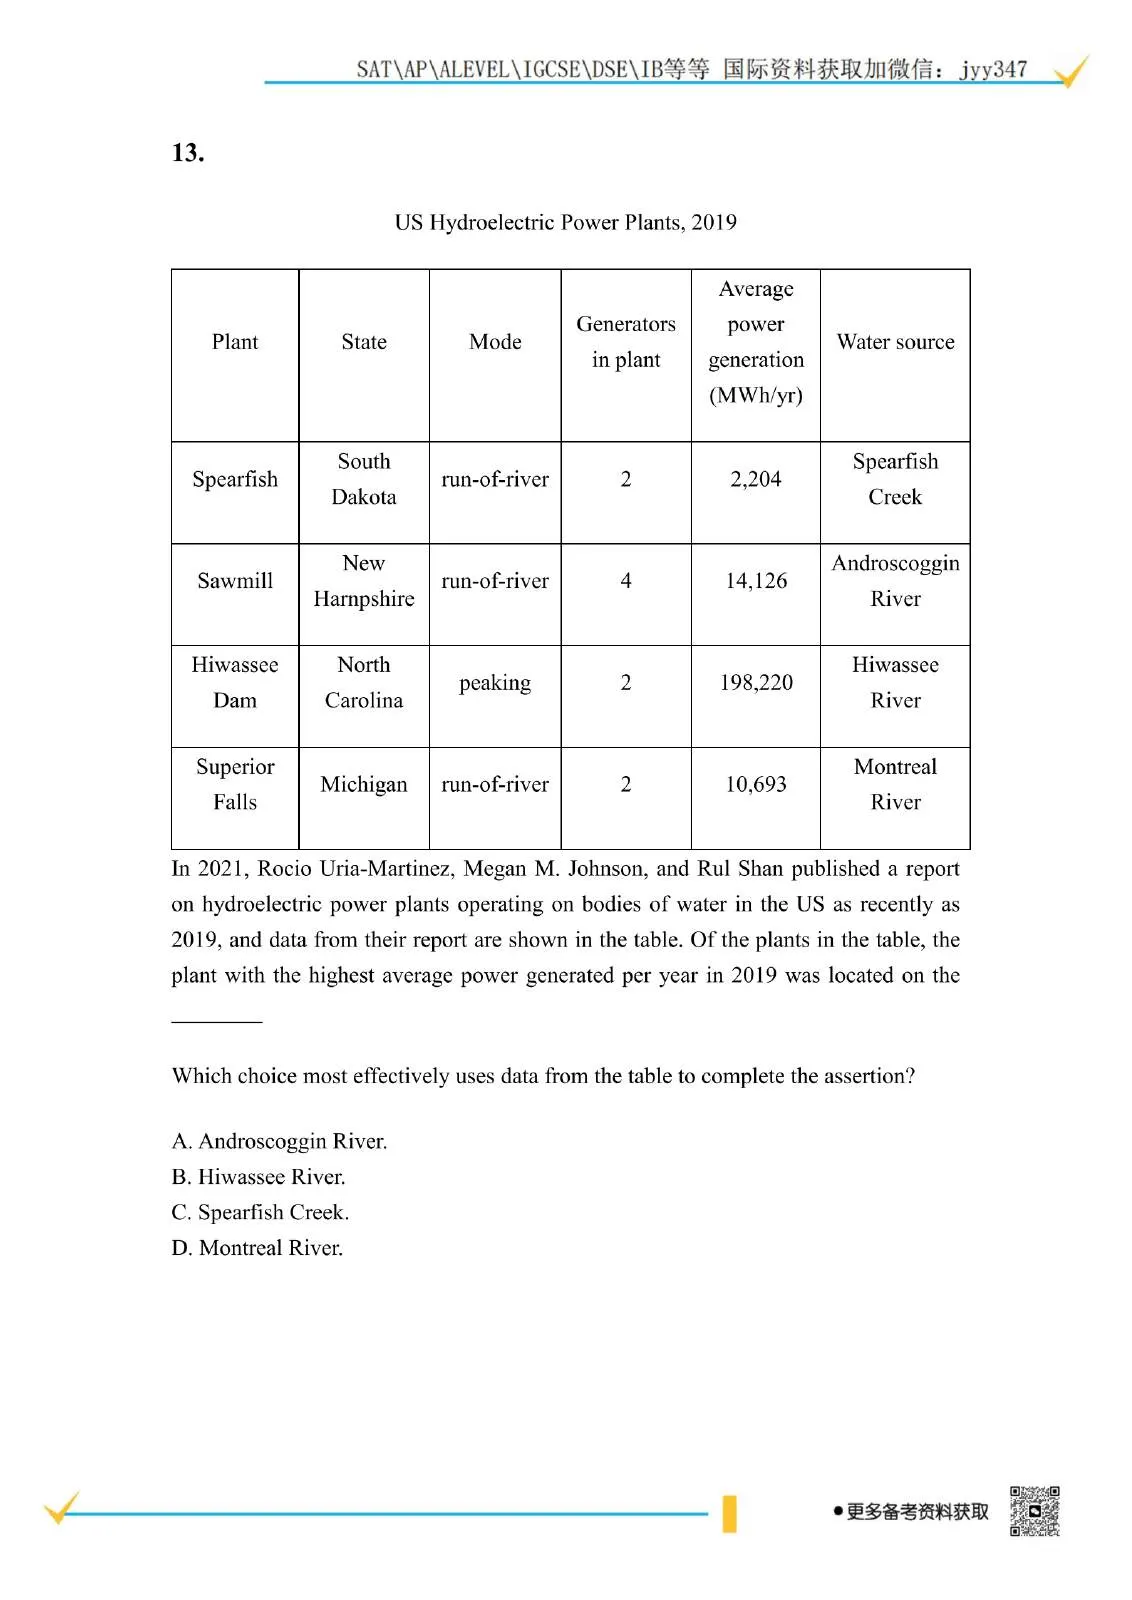 SAT\AP\ALEVEL\IGCSE\DSE\IB等等 国际资料获取加微信：jyy347
13.
US Hydroelectric Power Plants, 2019
Plant
State
Mode
Generators
in plant
Average
power
generation
(MWh/yr)
Water source
Spearfish
South
Dakota
run-of-river
2
2,204
Spearfish
Creek
Sawmill
New
Harnpshire
run-of-river
4
14,126
Androscoggin
River
Hiwassee
Dam
North
Carolina
peaking
2
198,220
Hiwassee
River
Superior
Falls
Michigan
run-of-river
2
10,693
Montreal
River
In 2021, Rocio Uria-Martinez, Megan M. Johnson, and Rul Shan published a report
on hydroelectric power plants operating on bodies of water in the US as recently as
2019, and data from their report are shown in the table. Of the plants in the table, the
plant with the highest average power generated per year in 2019 was located on the
________
Which choice most effectively uses data from the table to complete the assertion?
A. Androscoggin River.
B. Hiwassee River.
C. Spearfish Creek.
D. Montreal River.
●更多备考资料获取